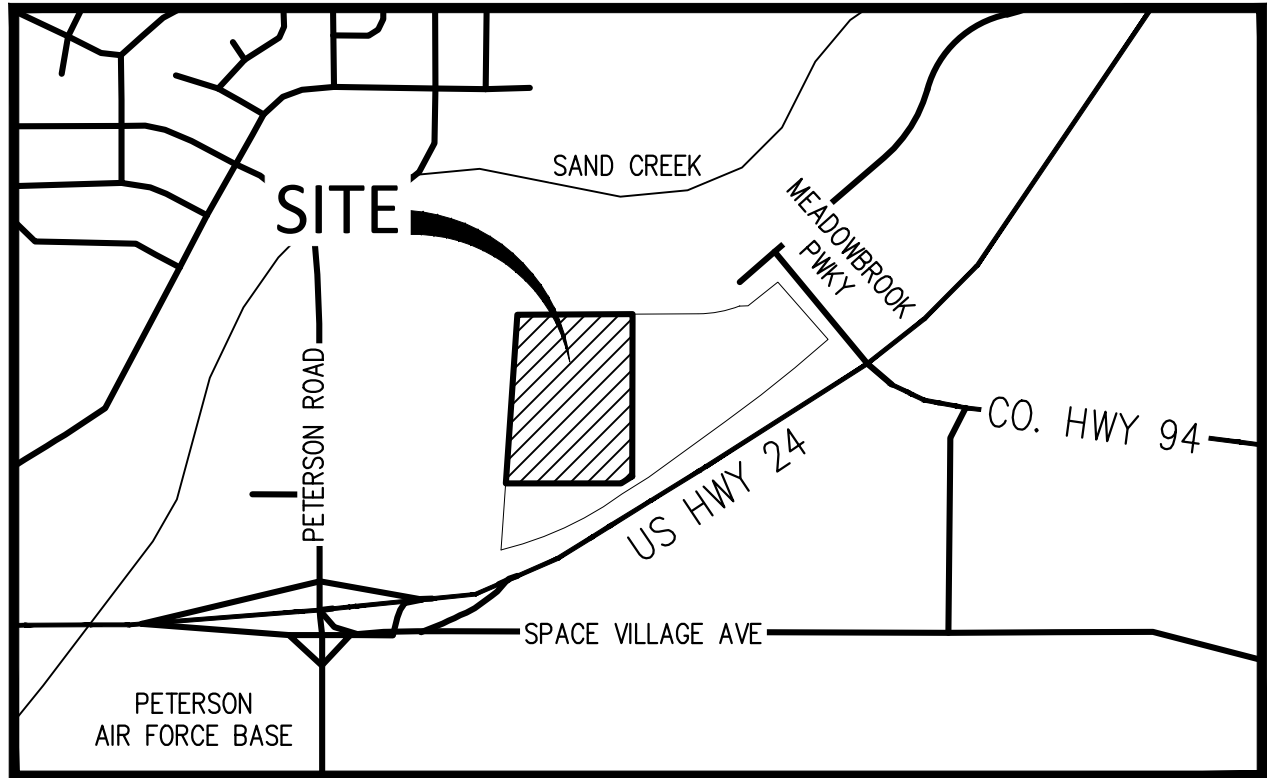 SAND CREEK
SITE
MEADOWBROOK
PWKY
PETERSON ROAD
CO. HWY 94
US HWY 24
SPACE VILLAGE AVE
PETERSON
AIR FORCE BASE